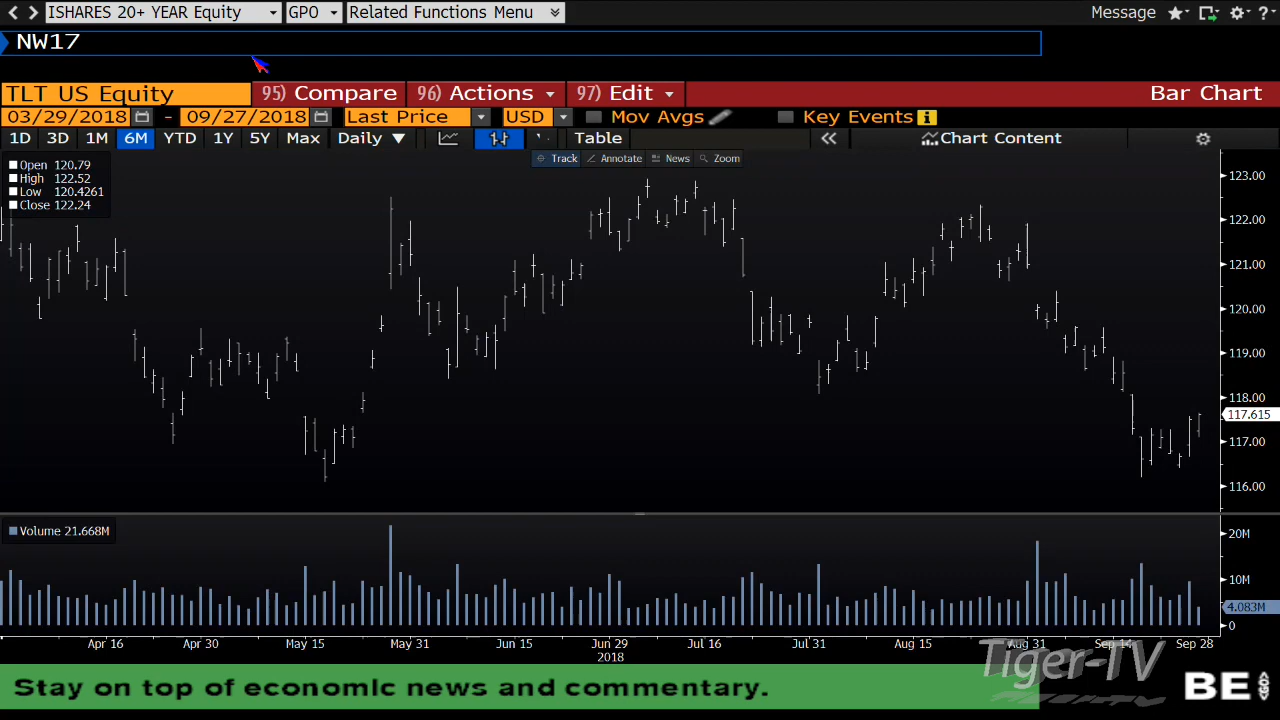 ISHARES 20+ YEAR Equity GPO Related Functions Menu Message ?
NW17
TLT US Equity 95) Compare 96) Actions 97) Edit Bar Chart
03/29/2018 - 09/27/2018 Last Price USD Mov Avgs Key Events
1D 3D 1M 6M YTD 1Y 5Y Max Daily Table Chart Content
Track Annotate News Zoom
Open 120.79
High 122.52
Low 120.4261
Close 122.24
123.00
122.00
121.00
120.00
119.00
118.00
117.615
117.00
116.00
Volume 21.668M
20M
10M
4.083M
0
Apr 16 Apr 30 May 15 May 31 Jun 15 Jun 29 Jul 16 Jul 31 Aug 15 Aug 31 Sep 14 Sep 28
2018
Tiger-TV
Stay on top of economic news and commentary.
BE GO